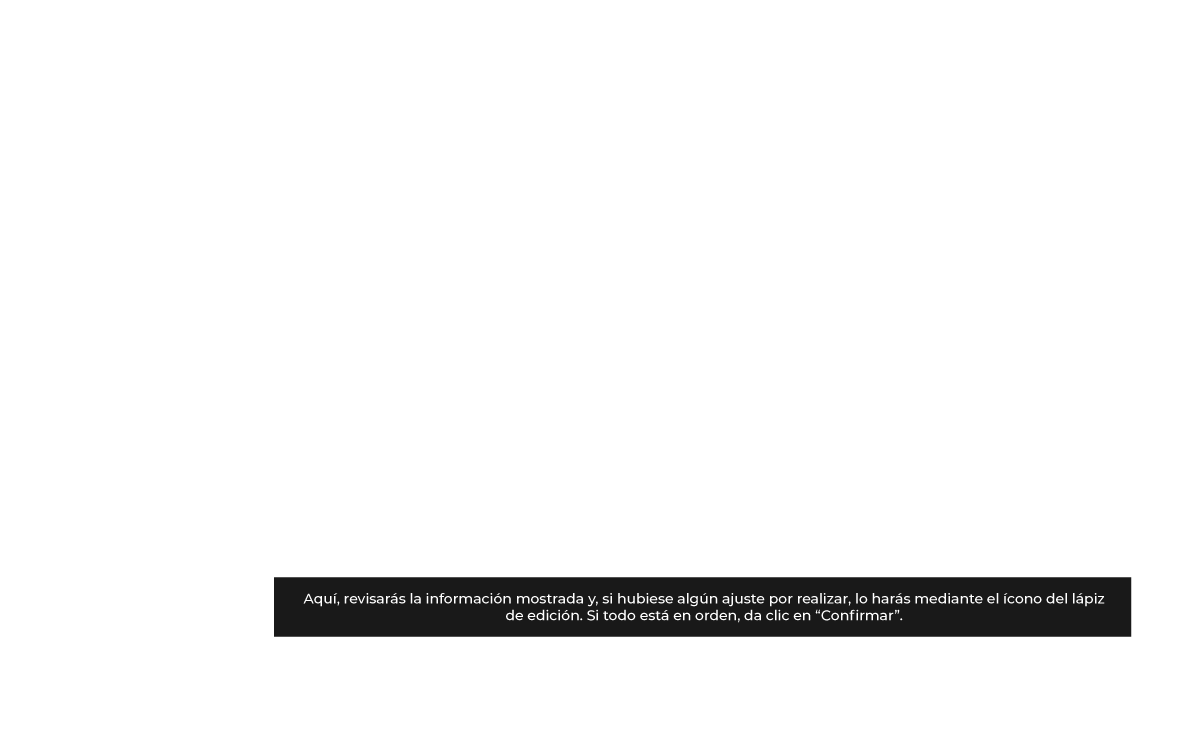 Aquí, revisarás la información mostrada y, si hubiese algún ajuste por realizar, lo harás mediante el ícono del lápiz
de edición. Si todo está en orden, da clic en “Confirmar”.